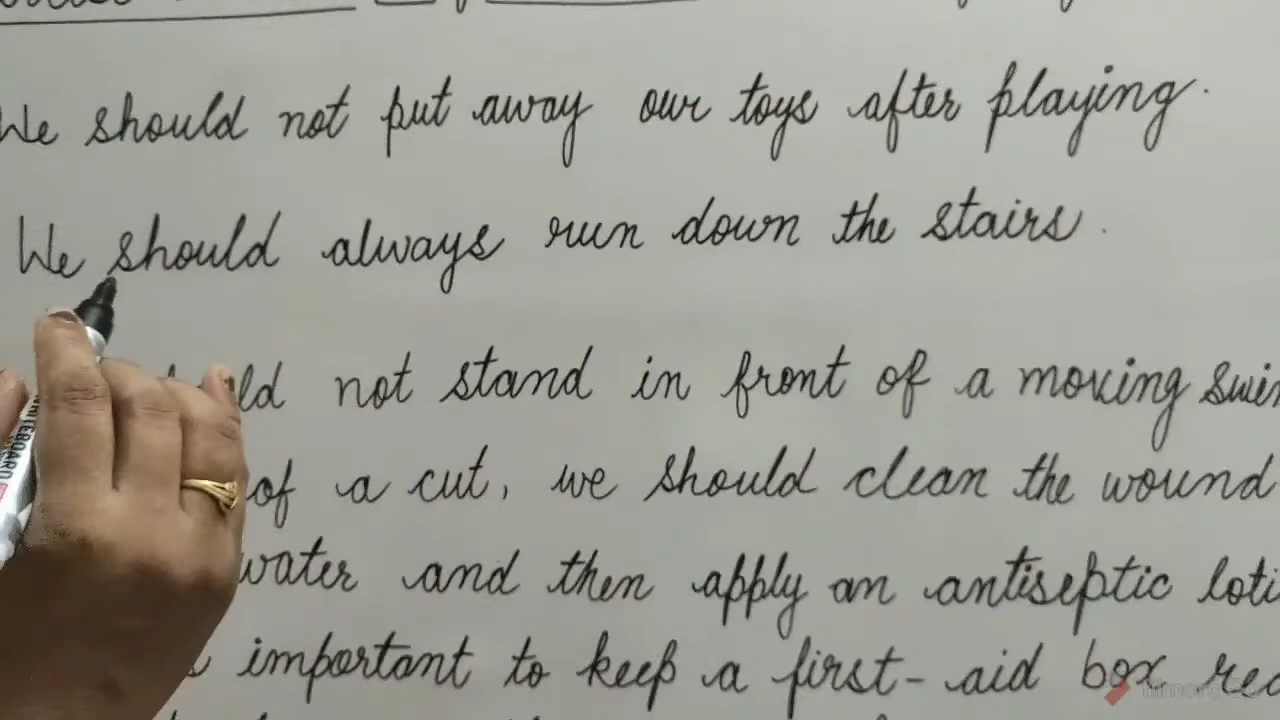 We should not put away our toys after playing.
We should always run down the stairs.
not stand in front of a moving
of a cut, we should clean the wound
water and then apply an antiseptic
important to keep a first-aid box
WHITEBOARD